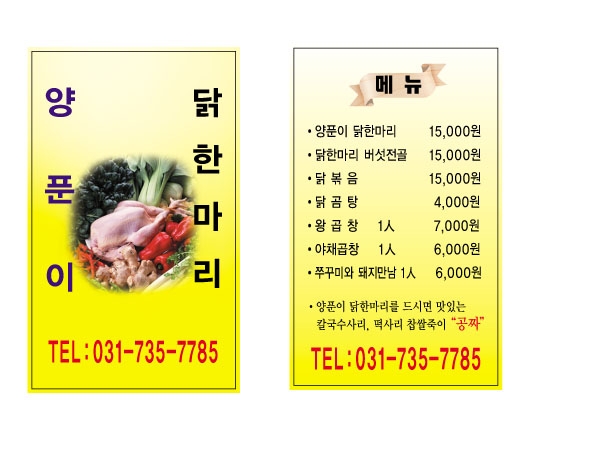 양푼이
닭한마리
TEL:031-735-7785
메뉴
• 양푼이 닭한마리 15,000원
• 닭한마리 버섯전골 15,000원
• 닭 볶 음 15,000원
• 닭 곰 탕 4,000원
• 왕 곱 창 1人 7,000원
• 야채곱창 1人 6,000원
• 쭈꾸미와 돼지만남 1人 6,000원
• 양푼이 닭한마리를 드시면 맛있는
칼국수사리, 떡사리 찹쌀죽이 “공짜”
TEL:031-735-7785